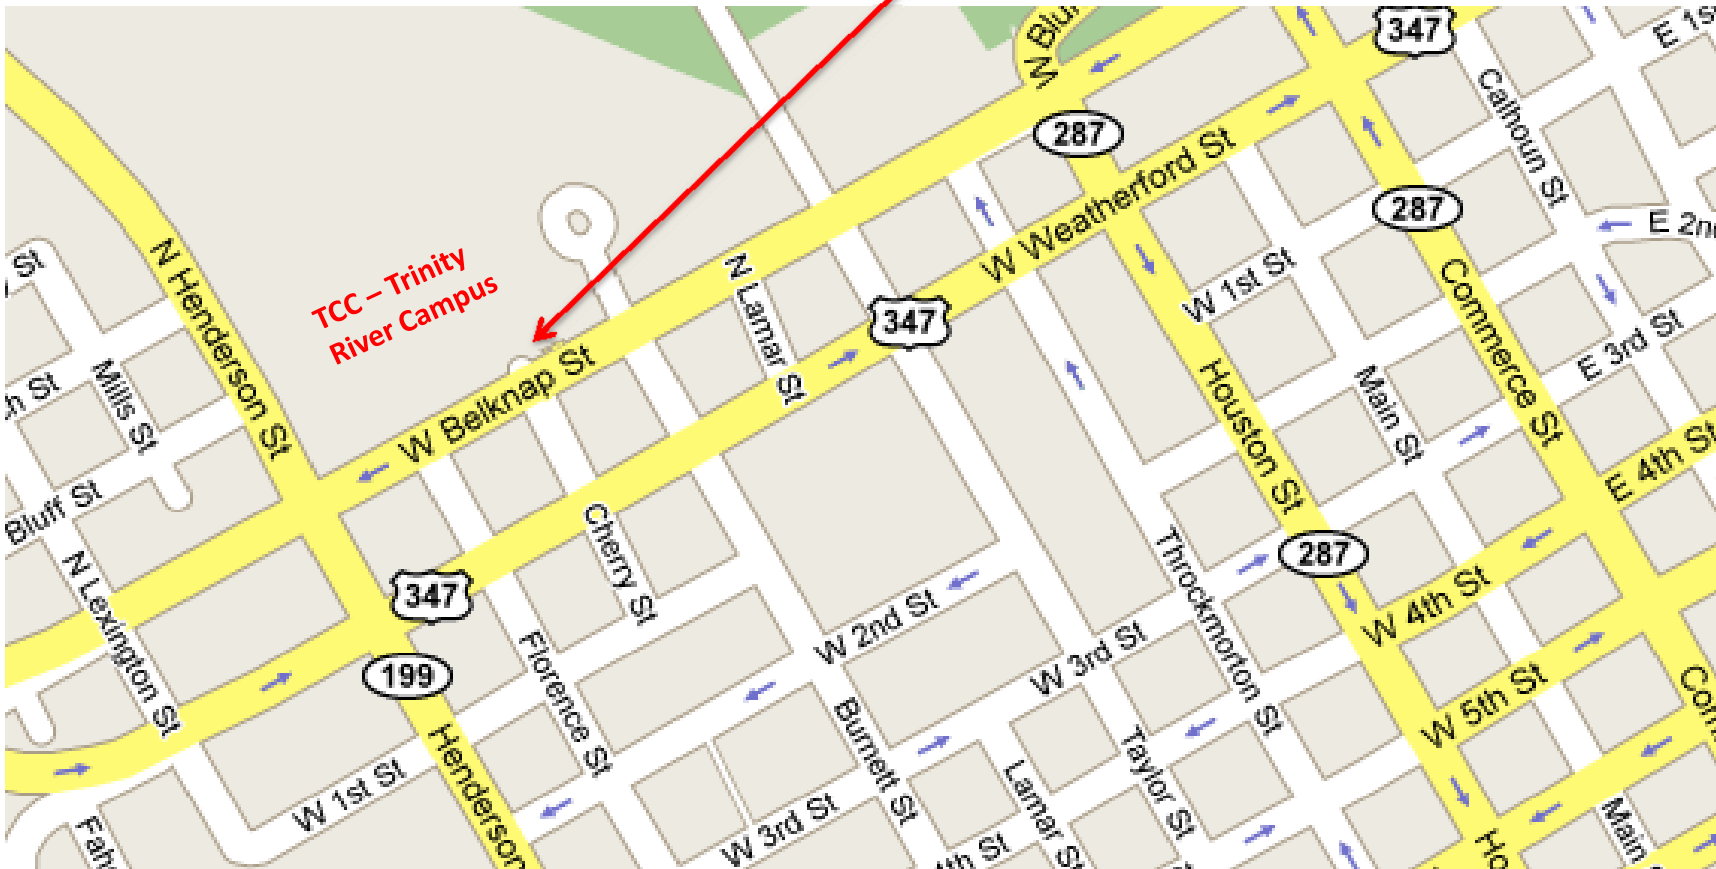 W Bluff
347
E 1st
Calhoun St
287
W Weatherford St
287
E 2nd
St
N Henderson St
TCC – Trinity
River Campus
N Lamar St
W 1st St
Commerce St
347
E 3rd St
Mills St
W Belknap St
Houston St
Main St
E 4th St
Bluff St
Cherry St
Throckmorton St
287
N Lexington St
347
W 2nd St
W 4th St
W 3rd St
199
Florence St
W 5th St
Henderson
Burnett St
Taylor St
Lamar St
W 1st St
W 3rd St
Main